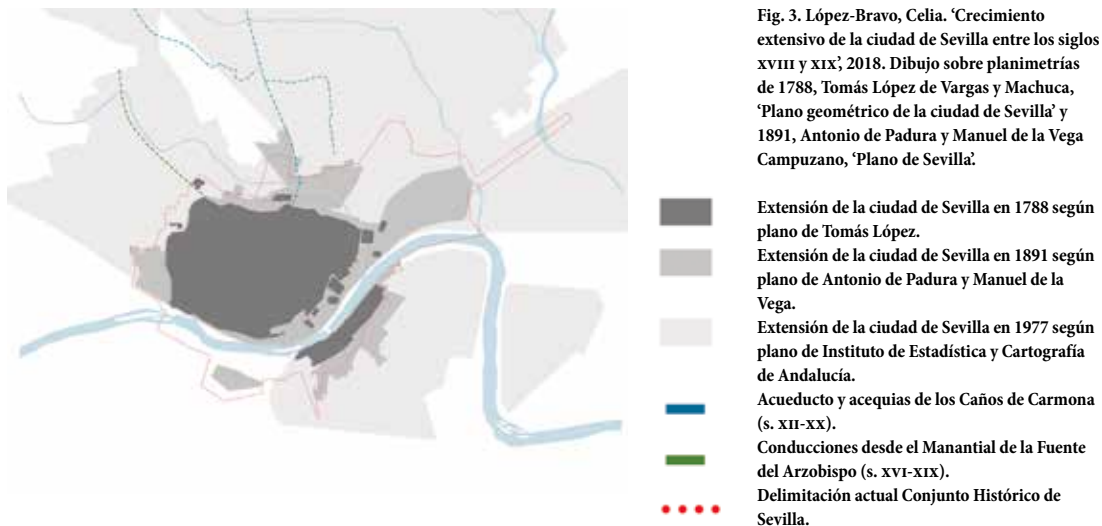 Fig. 3. López-Bravo, Celia. ‘Crecimiento
extensivo de la ciudad de Sevilla entre los siglos
XVIII y XIX’, 2018. Dibujo sobre planimetrías
de 1788, Tomás López de Vargas y Machuca,
‘Plano geométrico de la ciudad de Sevilla’ y
1891, Antonio de Padura y Manuel de la Vega
Campuzano, ‘Plano de Sevilla’.
Extensión de la ciudad de Sevilla en 1788 según
plano de Tomás López.
Extensión de la ciudad de Sevilla en 1891 según
plano de Antonio de Padura y Manuel de la
Vega.
Extensión de la ciudad de Sevilla en 1977 según
plano de Instituto de Estadística y Cartografía
de Andalucía.
Acueducto y acequias de los Caños de Carmona
(s. XII-XX).
Conducciones desde el Manantial de la Fuente
del Arzobispo (s. XVI-XIX).
Delimitación actual Conjunto Histórico de
Sevilla.